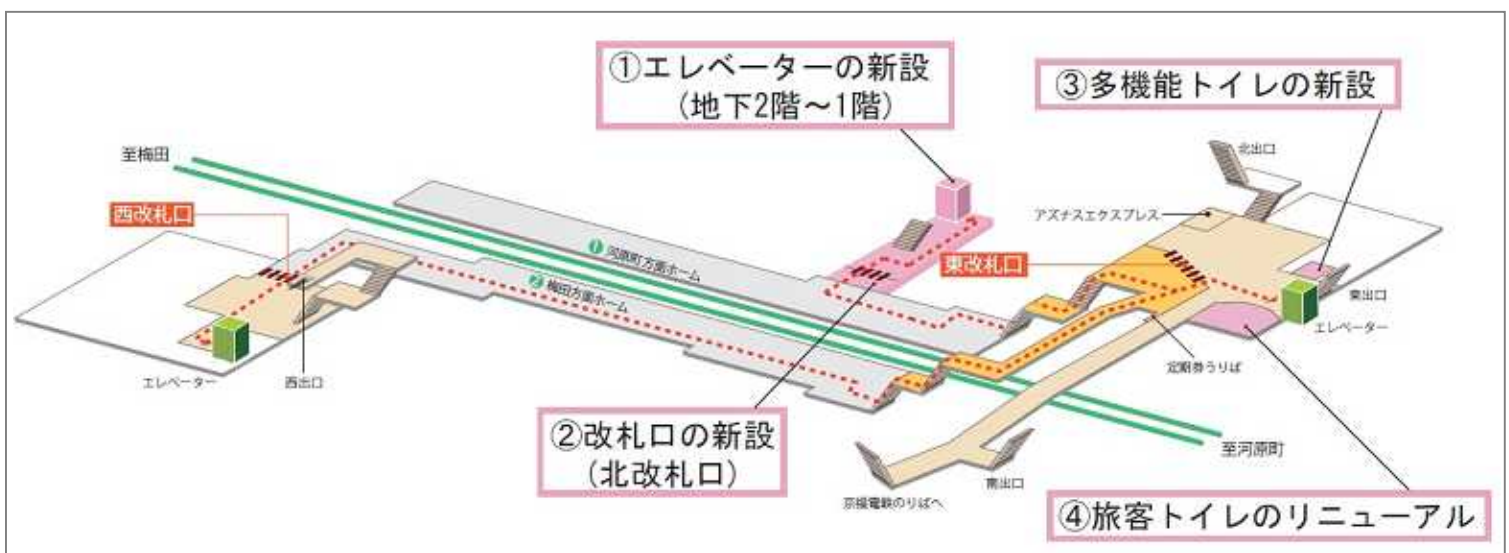 ①エレベーターの新設
(地下2階～1階)
③多機能トイレの新設
至梅田
北出口
西改札口
アズナスエクスプレス
❶ 河原町方面ホーム
東改札口
❷ 梅田方面ホーム
東出口
エレベーター
エレベーター
西出口
定期券うりば
②改札口の新設
(北改札口)
至河原町
南出口
京福電鉄のりばへ
④旅客トイレのリニューアル